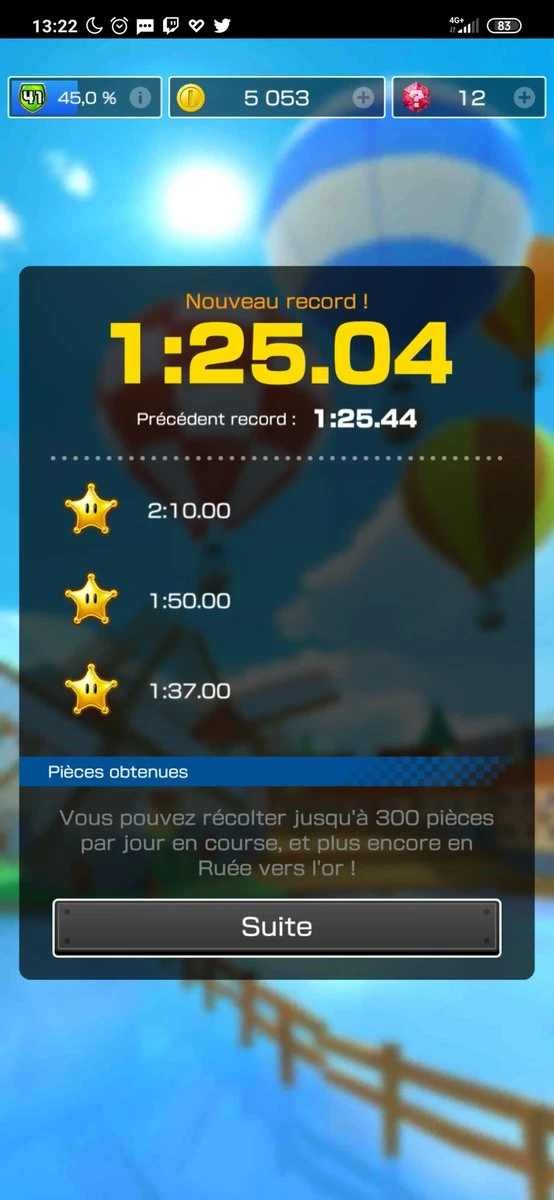 13:22
4G+
83
41 45,0 % i
5 053 +
? 12 +
Nouveau record !
1:25.04
Précédent record : 1:25.44
2:10.00
1:50.00
1:37.00
Pièces obtenues
Vous pouvez récolter jusqu'à 300 pièces
par jour en course, et plus encore en
Ruée vers l'or !
Suite